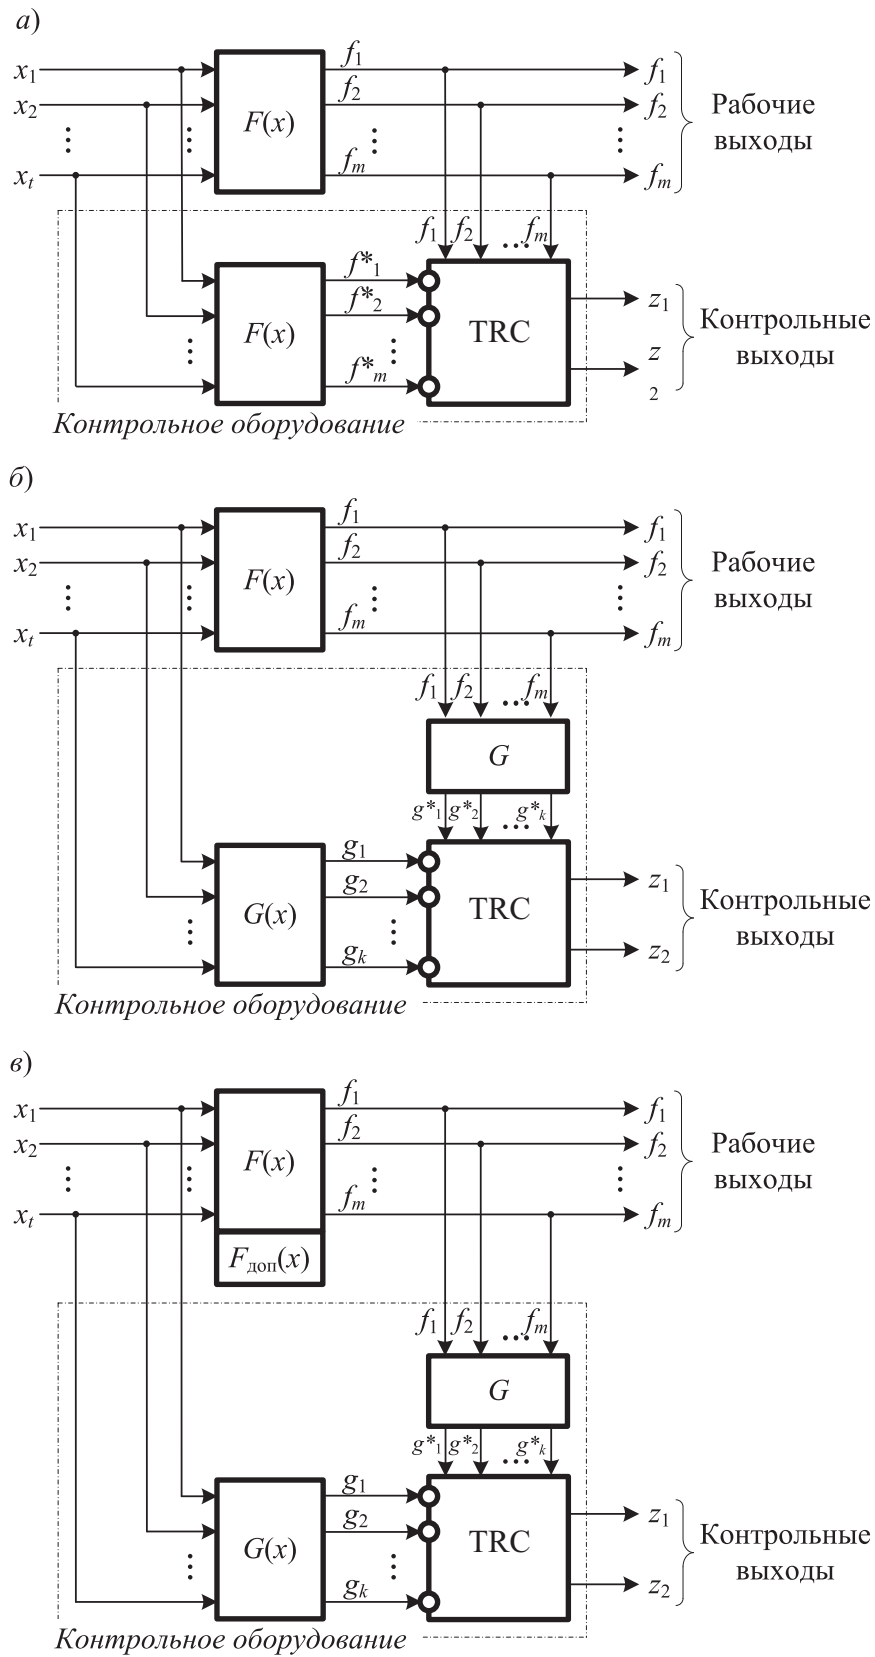 а)
x1 f1 f1
x2 f2 f2
F(x)
Рабочие
выходы
xt fm fm
f1 f2 ... fm
f*1
f*2
F(x)
TRC
f*m
z1
z
2
Контрольные
выходы
Контрольное оборудование
б)
x1 f1 f1
x2 f2 f2
F(x)
Рабочие
выходы
xt fm fm
f1 f2 ... fm
G
g*1 g*2 ... g*k
g1
g2
G(x)
TRC
gk
z1
z2
Контрольные
выходы
Контрольное оборудование
в)
x1 f1 f1
x2 f2 f2
F(x)
Рабочие
выходы
xt fm fm
Fдоп(x)
f1 f2 ... fm
G
g*1 g*2 ... g*k
g1
g2
G(x)
TRC
gk
z1
z2
Контрольные
выходы
Контрольное оборудование